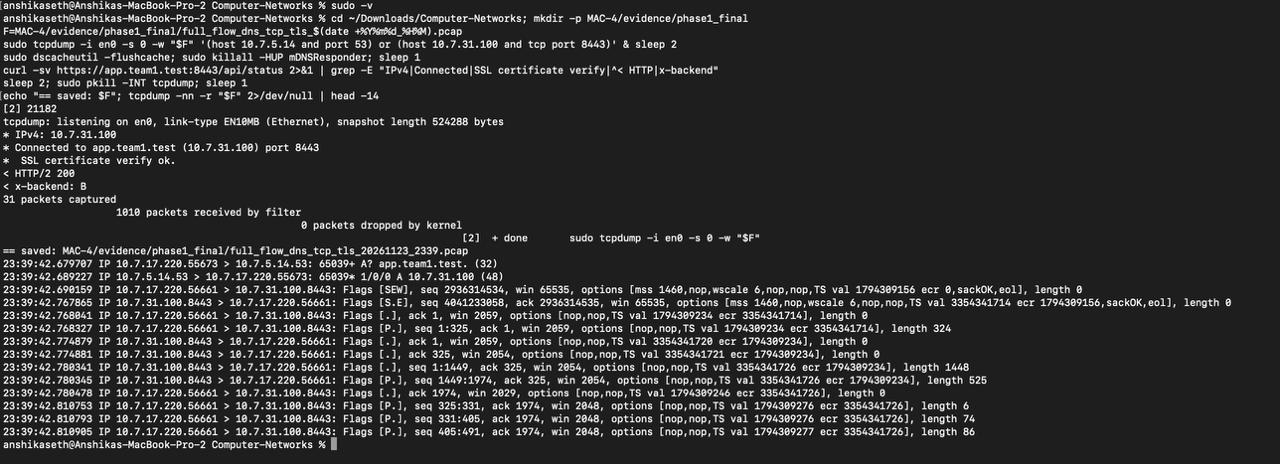 anshikaseth@Anshikas-MacBook-Pro-2 Computer-Networks % sudo -v
anshikaseth@Anshikas-MacBook-Pro-2 Computer-Networks % cd ~/Downloads/Computer-Networks; mkdir -p MAC-4/evidence/phase1_final
F=MAC-4/evidence/phase1_final/full_flow_dns_tcp_tls_$(date +%Y%m%d_%H%M).pcap
sudo tcpdump -i en0 -s 0 -w "$F" '(host 10.7.5.14 and port 53) or (host 10.7.31.100 and tcp port 8443)' & sleep 2
sudo dscacheutil -flushcache; sudo killall -HUP mDNSResponder; sleep 1
curl -sv https://app.team1.test:8443/api/status 2>&1 | grep -E "IPv4|Connected|SSL certificate verify|^< HTTP|x-backend"
sleep 2; sudo pkill -INT tcpdump; sleep 1
echo "== saved: $F"; tcpdump -nn -r "$F" 2>/dev/null | head -14
[2] 21182
tcpdump: listening on en0, link-type EN10MB (Ethernet), snapshot length 524288 bytes
* IPv4: 10.7.31.100
* Connected to app.team1.test (10.7.31.100) port 8443
*  SSL certificate verify ok.
< HTTP/2 200
< x-backend: B
31 packets captured
1010 packets received by filter
0 packets dropped by kernel
[2]  + done       sudo tcpdump -i en0 -s 0 -w "$F"
== saved: MAC-4/evidence/phase1_final/full_flow_dns_tcp_tls_20261123_2339.pcap
23:39:42.679707 IP 10.7.17.220.55673 > 10.7.5.14.53: 65039+ A? app.team1.test. (32)
23:39:42.689227 IP 10.7.5.14.53 > 10.7.17.220.55673: 65039* 1/0/0 A 10.7.31.100 (48)
23:39:42.690159 IP 10.7.17.220.56661 > 10.7.31.100.8443: Flags [SEW], seq 2936314534, win 65535, options [mss 1460,nop,wscale 6,nop,nop,TS val 1794309156 ecr 0,sackOK,eol], length 0
23:39:42.767865 IP 10.7.31.100.8443 > 10.7.17.220.56661: Flags [S.E], seq 4041233058, ack 2936314535, win 65535, options [mss 1460,nop,wscale 6,nop,nop,TS val 3354341714 ecr 1794309156,sackOK,eol], length 0
23:39:42.768041 IP 10.7.17.220.56661 > 10.7.31.100.8443: Flags [.], ack 1, win 2059, options [nop,nop,TS val 1794309234 ecr 3354341714], length 0
23:39:42.768327 IP 10.7.17.220.56661 > 10.7.31.100.8443: Flags [P.], seq 1:325, ack 1, win 2059, options [nop,nop,TS val 1794309234 ecr 3354341714], length 324
23:39:42.774879 IP 10.7.31.100.8443 > 10.7.17.220.56661: Flags [.], ack 1, win 2059, options [nop,nop,TS val 3354341720 ecr 1794309234], length 0
23:39:42.774881 IP 10.7.31.100.8443 > 10.7.17.220.56661: Flags [.], ack 325, win 2054, options [nop,nop,TS val 3354341721 ecr 1794309234], length 0
23:39:42.780341 IP 10.7.31.100.8443 > 10.7.17.220.56661: Flags [.], seq 1:1449, ack 325, win 2054, options [nop,nop,TS val 3354341726 ecr 1794309234], length 1448
23:39:42.780345 IP 10.7.31.100.8443 > 10.7.17.220.56661: Flags [P.], seq 1449:1974, ack 325, win 2054, options [nop,nop,TS val 3354341726 ecr 1794309234], length 525
23:39:42.780478 IP 10.7.17.220.56661 > 10.7.31.100.8443: Flags [.], ack 1974, win 2029, options [nop,nop,TS val 1794309246 ecr 3354341726], length 0
23:39:42.810753 IP 10.7.17.220.56661 > 10.7.31.100.8443: Flags [P.], seq 325:331, ack 1974, win 2048, options [nop,nop,TS val 1794309276 ecr 3354341726], length 6
23:39:42.810793 IP 10.7.17.220.56661 > 10.7.31.100.8443: Flags [P.], seq 331:405, ack 1974, win 2048, options [nop,nop,TS val 1794309276 ecr 3354341726], length 74
23:39:42.810905 IP 10.7.17.220.56661 > 10.7.31.100.8443: Flags [P.], seq 405:491, ack 1974, win 2048, options [nop,nop,TS val 1794309277 ecr 3354341726], length 86
anshikaseth@Anshikas-MacBook-Pro-2 Computer-Networks %